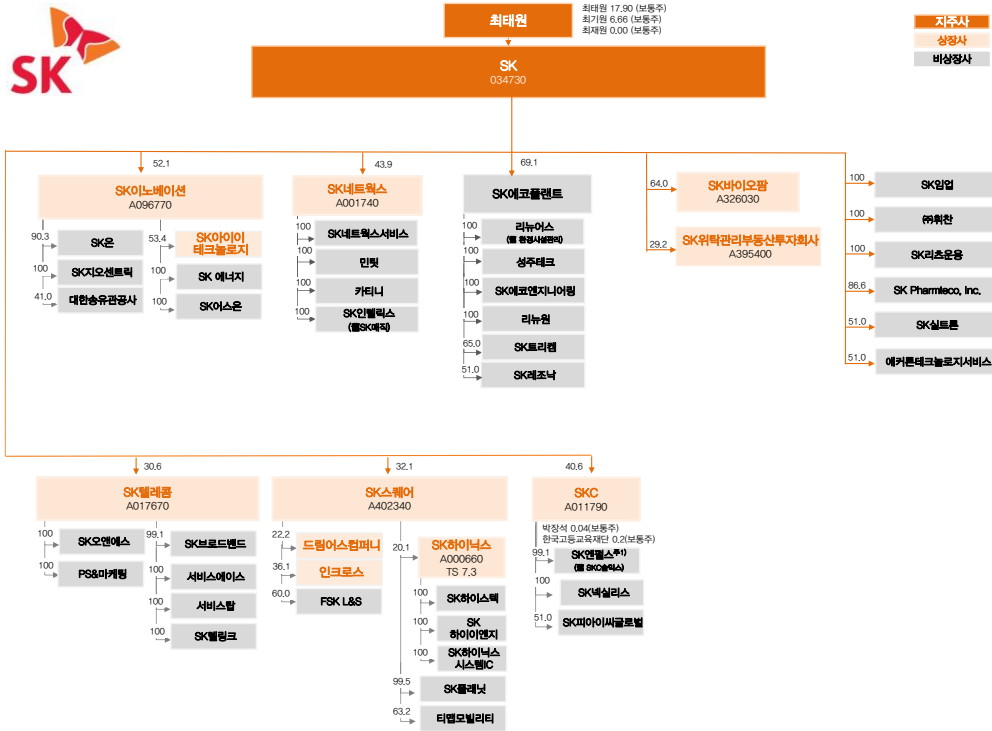 SK
최태원
최태원 17.90 (보통주)
최기원 6.66 (보통주)
최재원 0.00 (보통주)
지주사
상장사
비상장사
SK
034730
52.1
SK이노베이션
A096770
90.3
SK온
100
SK지오센트릭
41.0
대한송유관공사
53.4
SK아이이
테크놀로지
100
SK 에너지
100
SK어스온
43.9
SK네트웍스
A001740
100
SK네트웍스서비스
100
민팃
100
카티니
100
SK인텔릭스
(舊SK매직)
69.1
SK에코플랜트
100
리뉴어스
(舊 환경시설관리)
100
성주테크
100
SK에코엔지니어링
100
리뉴원
65.0
SK트리켐
51.0
SK레조낙
64.0
SK바이오팜
A326030
29.2
SK위탁관리부동산투자회사
A395400
100
SK임업
100
㈜휘찬
100
SK리츠운용
86.6
SK Pharmteco, Inc.
51.0
SK실트론
51.0
에커튼테크놀로지서비스
30.6
SK텔레콤
A017670
100
SK오앤에스
100
PS&마케팅
99.1
SK브로드밴드
100
서비스에이스
100
서비스탑
100
SK텔링크
32.1
SK스퀘어
A402340
22.2
드림어스컴퍼니
36.1
인크로스
60.0
FSK L&S
20.1
SK하이닉스
A000660
TS 7.3
100
SK하이스텍
100
SK
하이이엔지
100
SK하이닉스
시스템IC
99.5
SK플래닛
63.2
티맵모빌리티
40.6
SKC
A011790
박장석 0.04(보통주)
한국고등교육재단 0.2(보통주)
99.1
SK엔펄스주1)
(舊 SKC솔믹스)
100
SK넥실리스
51.0
SK피아이씨글로벌